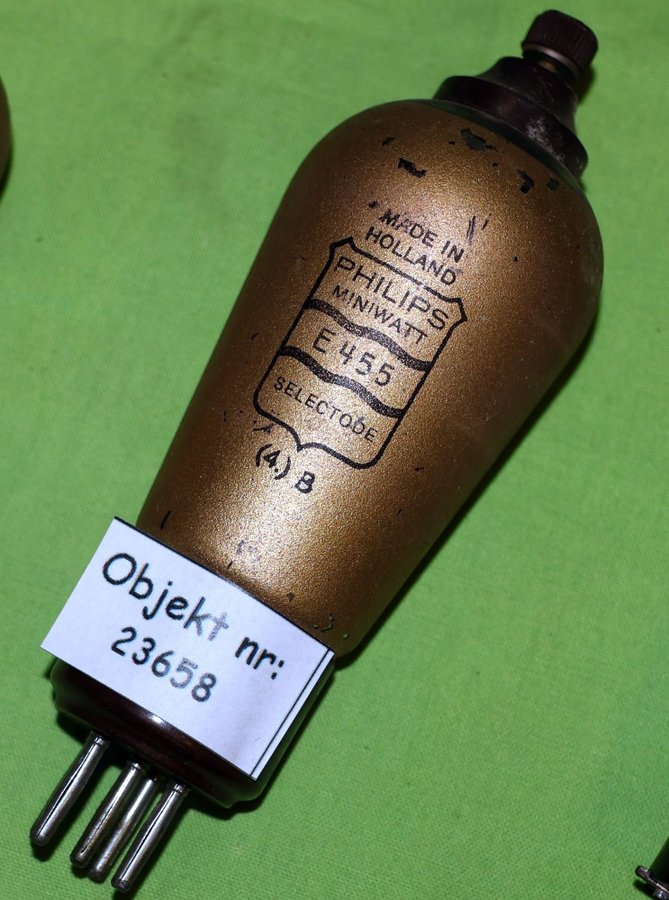 MADE IN
HOLLAND
PHILIPS
MINIWATT
E 455
SELECTODE
(4.) B
Objekt nr:
23658